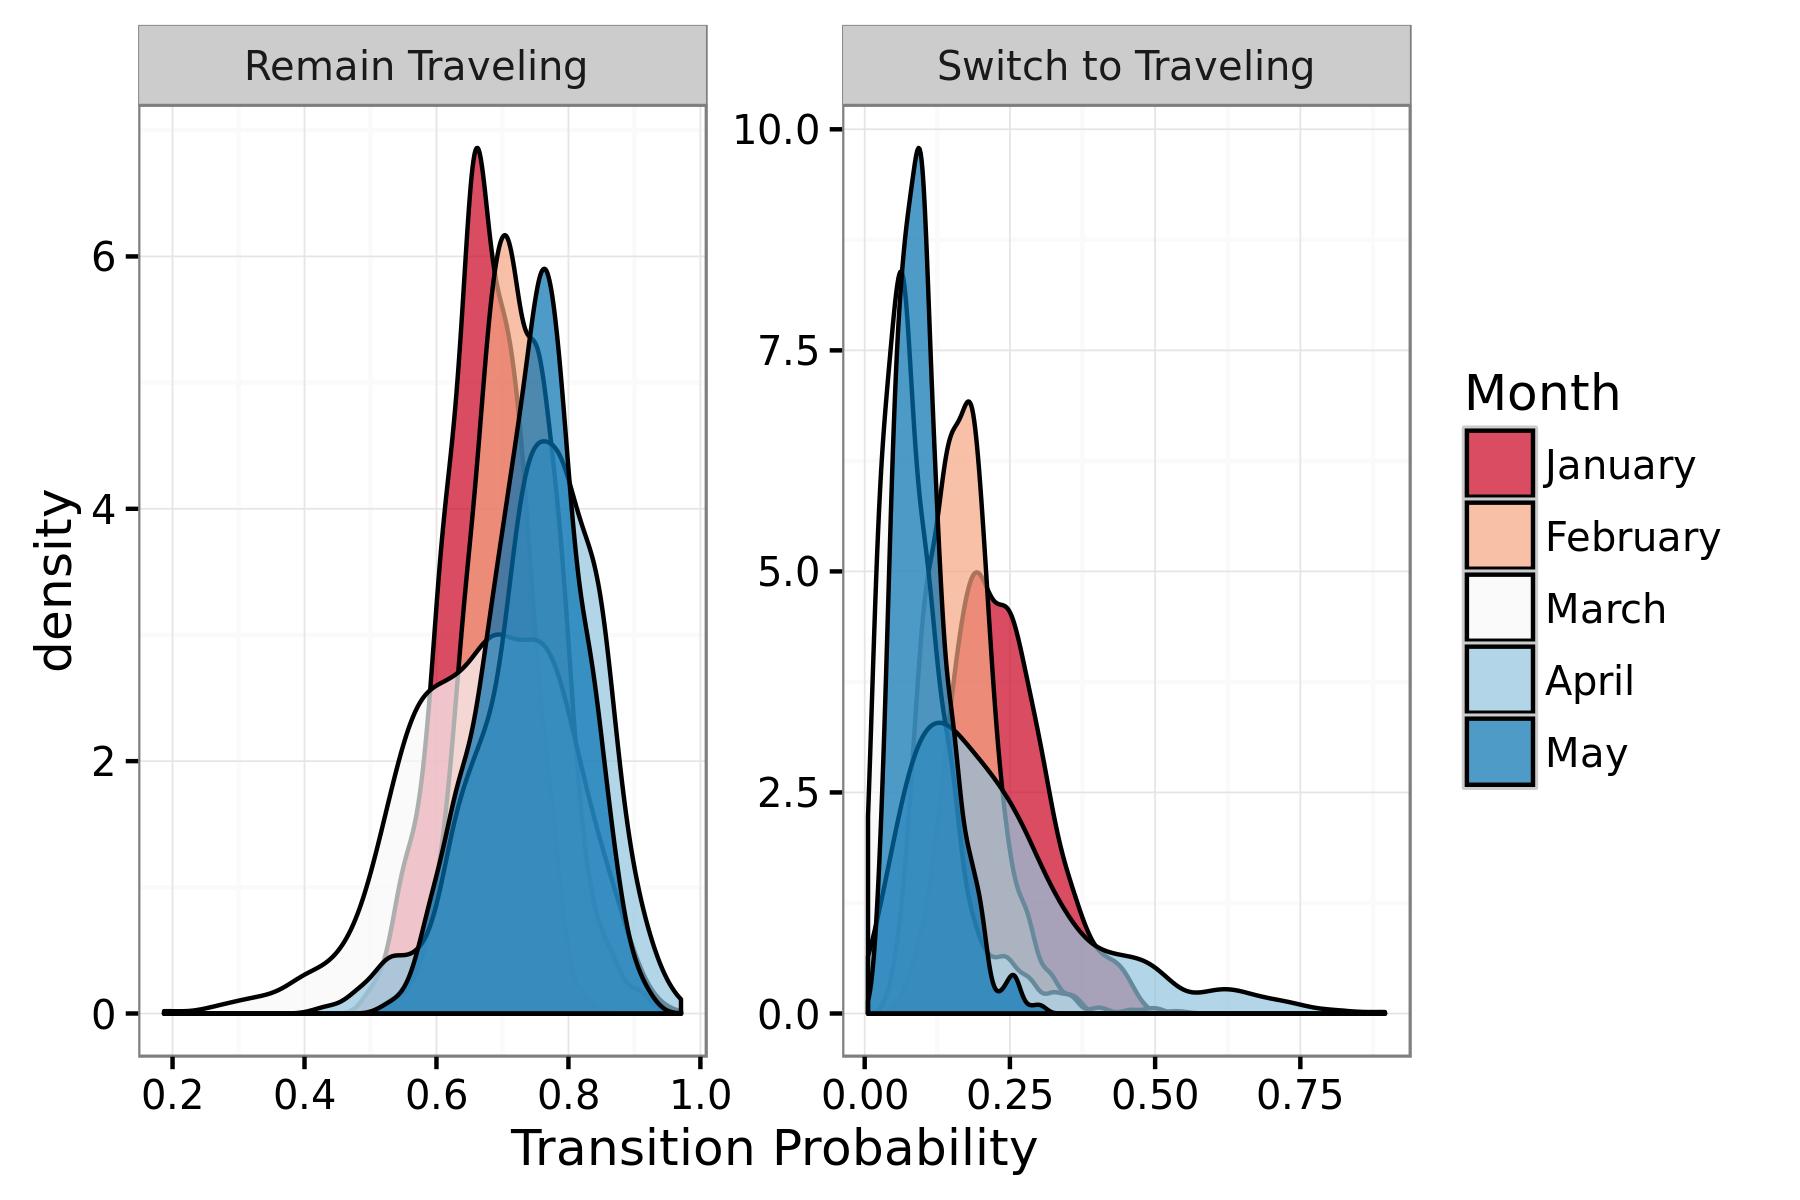 Remain Traveling
Switch to Traveling
density
6
4
2
0
10.0
7.5
5.0
2.5
0.0
0.2 0.4 0.6 0.8 1.0
0.00 0.25 0.50 0.75
Transition Probability
Month
January
February
March
April
May